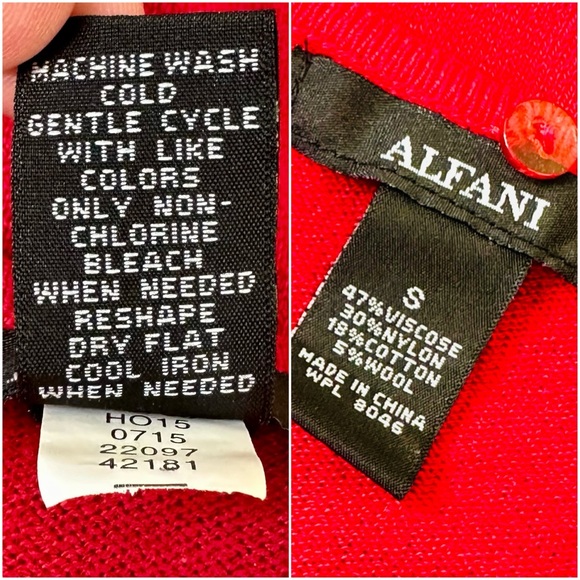 MACHINE WASH
COLD
GENTLE CYCLE
WITH LIKE
COLORS
ONLY NON-
CHLORINE
BLEACH
WHEN NEEDED
RESHAPE
DRY FLAT
COOL IRON
WHEN NEEDED
HO15
0715
22097
42181
ALFANI
S
47%VISCOSE
30%NYLON
18%COTTON
5%WOOL
MADE IN CHINA
WPL 8046